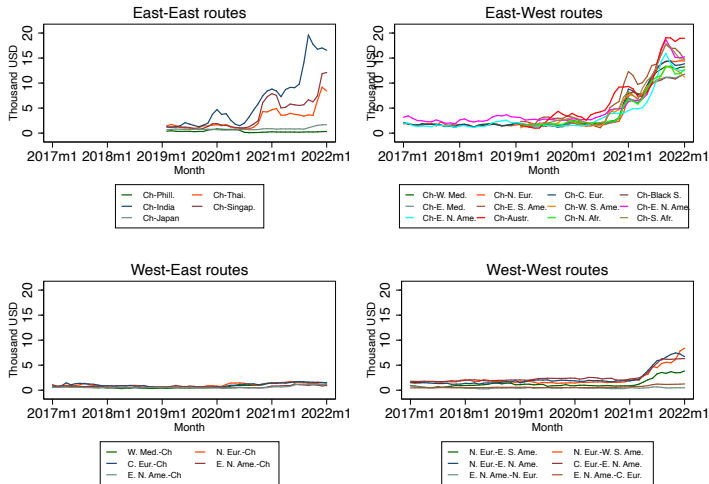 East-East routes
Thousand USD
0 5 10 15 20
2017m1 2018m1 2019m1 2020m1 2021m1 2022m1
Month
Ch-Phill. Ch-Thai.
Ch-India Ch-Singap.
Ch-Japan
East-West routes
Thousand USD
0 5 10 15 20
2017m1 2018m1 2019m1 2020m1 2021m1 2022m1
Month
Ch-W. Med. Ch-N. Eur. Ch-C. Eur. Ch-Black S.
Ch-E. Med. Ch-E. S. Ame. Ch-W. S. Ame. Ch-E. N. Ame.
Ch-E. N. Ame. Ch-Austr. Ch-N. Afr. Ch-S. Afr.
West-East routes
Thousand USD
0 5 10 15 20
2017m1 2018m1 2019m1 2020m1 2021m1 2022m1
Month
W. Med.-Ch N. Eur.-Ch
C. Eur.-Ch E. N. Ame.-Ch
E. N. Ame.-Ch
West-West routes
Thousand USD
0 5 10 15 20
2017m1 2018m1 2019m1 2020m1 2021m1 2022m1
Month
N. Eur.-E. S. Ame. N. Eur.-W. S. Ame.
N. Eur.-E. N. Ame. C. Eur.-E. N. Ame.
E. N. Ame.-N. Eur. E. N. Ame.-C. Eur.